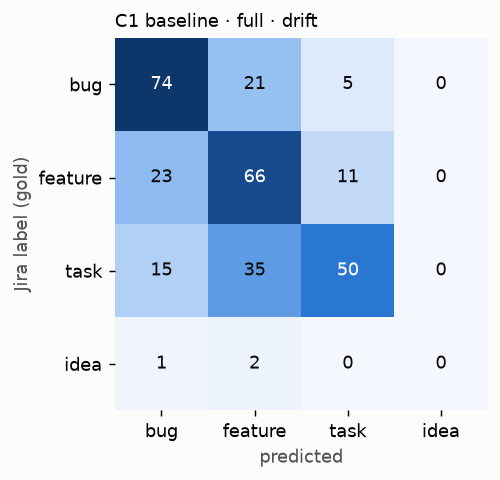 C1 baseline · full · drift
bug 74 21 5 0
feature 23 66 11 0
task 15 35 50 0
idea 1 2 0 0
bug feature task idea
predicted
Jira label (gold)